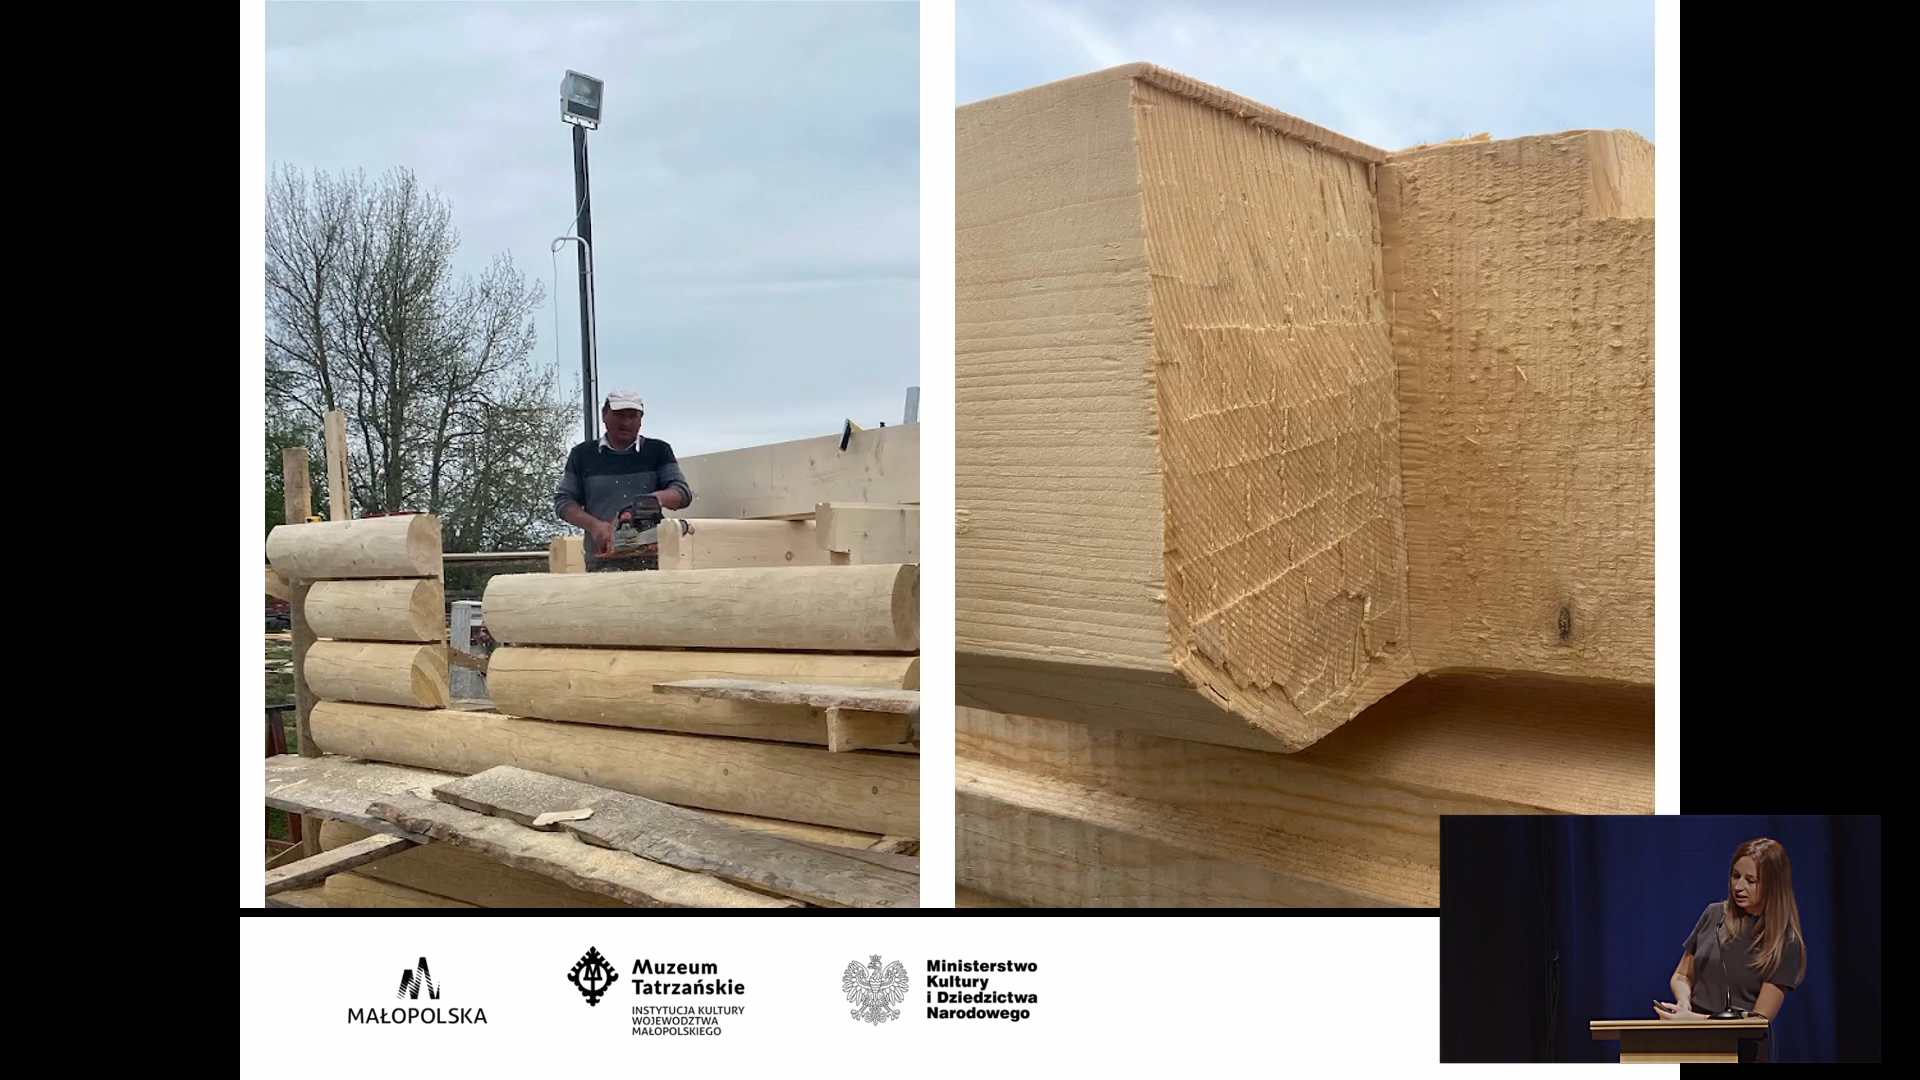 MAŁOPOLSKA
Muzeum
Tatrzańskie
INSTYTUCJA KULTURY
WOJEWÓDZTWA
MAŁOPOLSKIEGO
Ministerstwo
Kultury
i Dziedzictwa
Narodowego